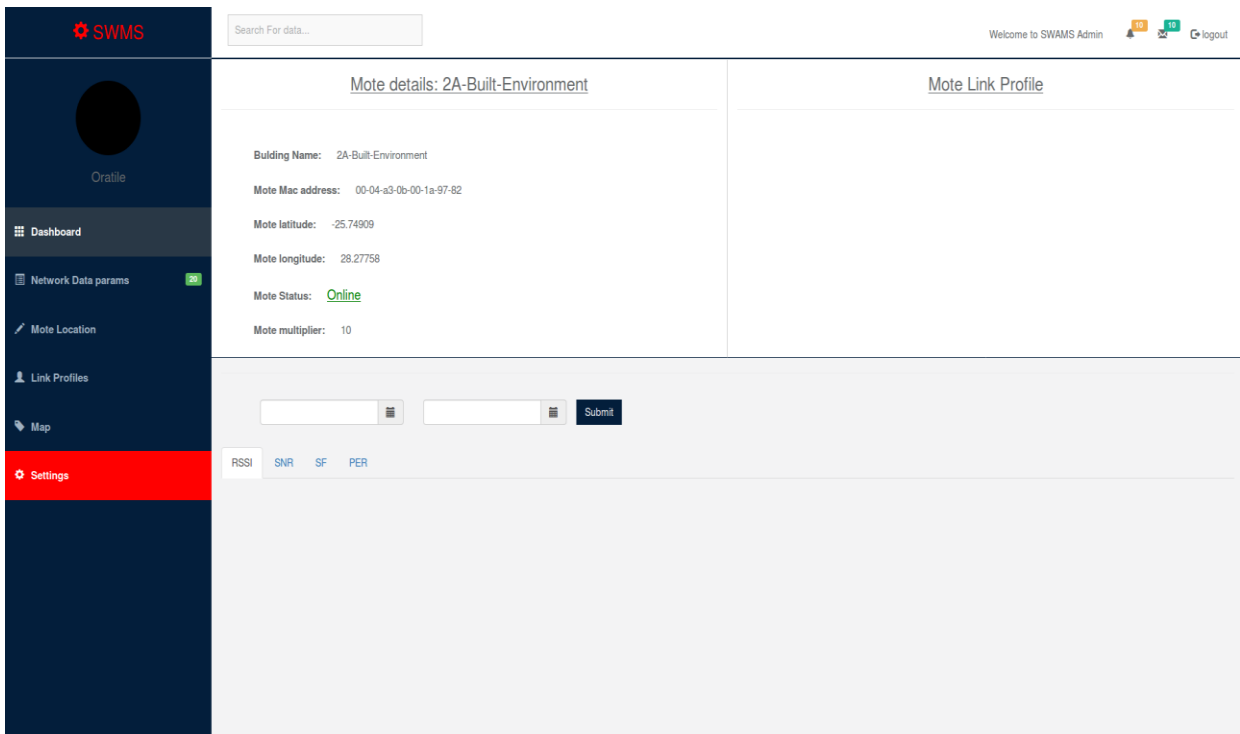 SWMS
Search For data...
Welcome to SWAMS Admin
10
10
logout
Oratile
Dashboard
Network Data params
20
Mote Location
Link Profiles
Map
Settings
Mote details: 2A-Built-Environment
Bulding Name: 2A-Built-Environment
Mote Mac address: 00-04-a3-0b-00-1a-97-82
Mote latitude: -25.74909
Mote longitude: 28.27758
Mote Status: Online
Mote multiplier: 10
Mote Link Profile
Submit
RSSI SNR SF PER